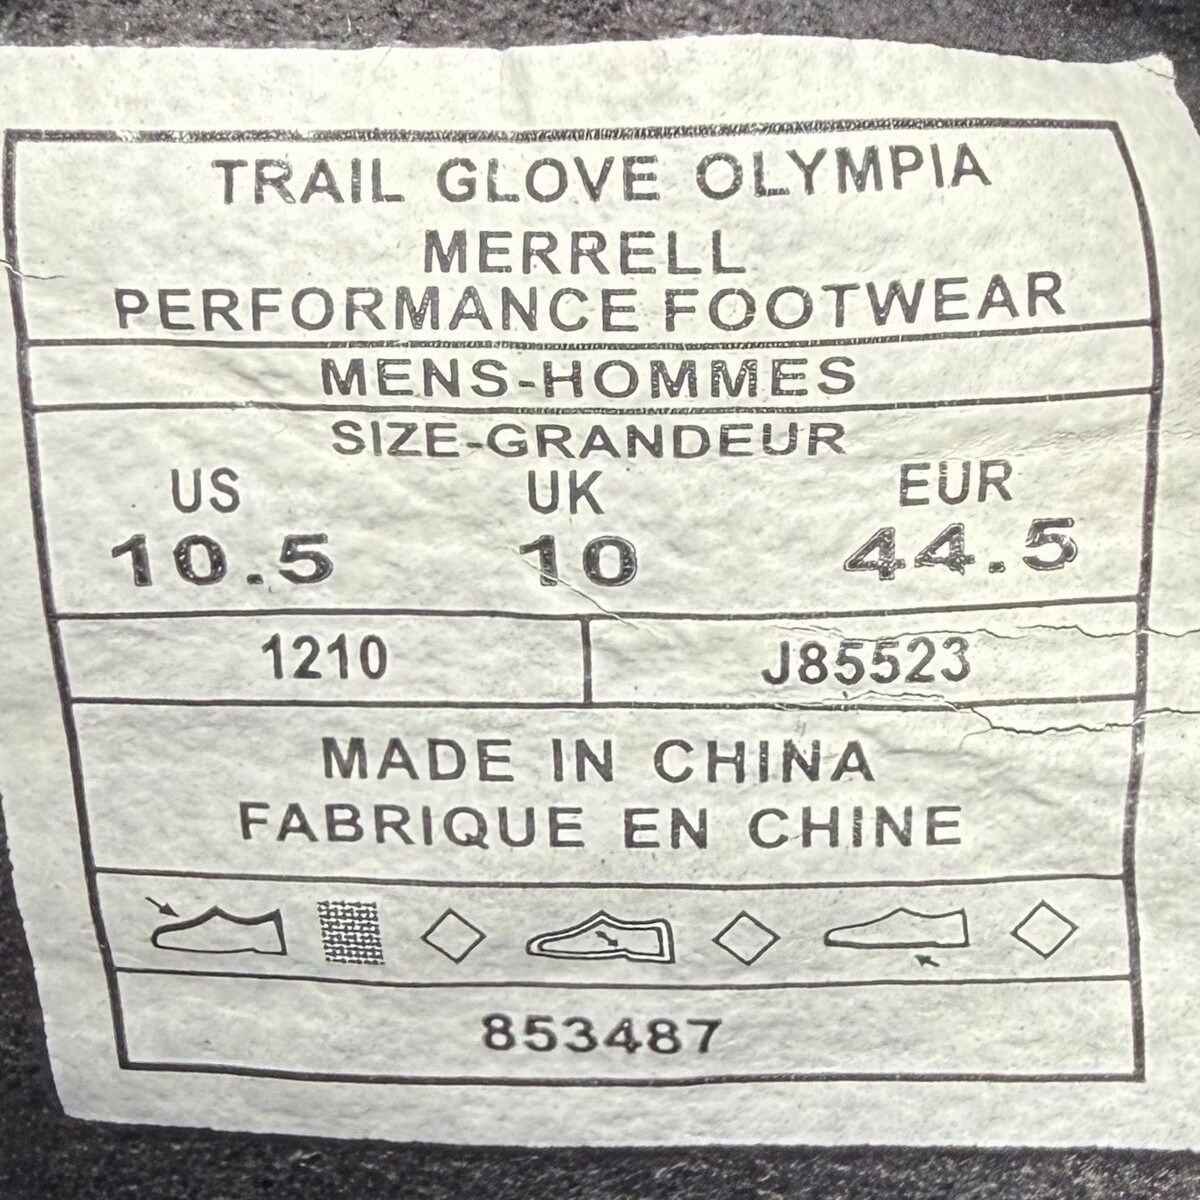 TRAIL GLOVE OLYMPIA
MERRELL
PERFORMANCE FOOTWEAR
MENS-HOMMES
SIZE-GRANDEUR
US UK EUR
10.5 10 44.5
1210 J85523
MADE IN CHINA
FABRIQUE EN CHINE
853487